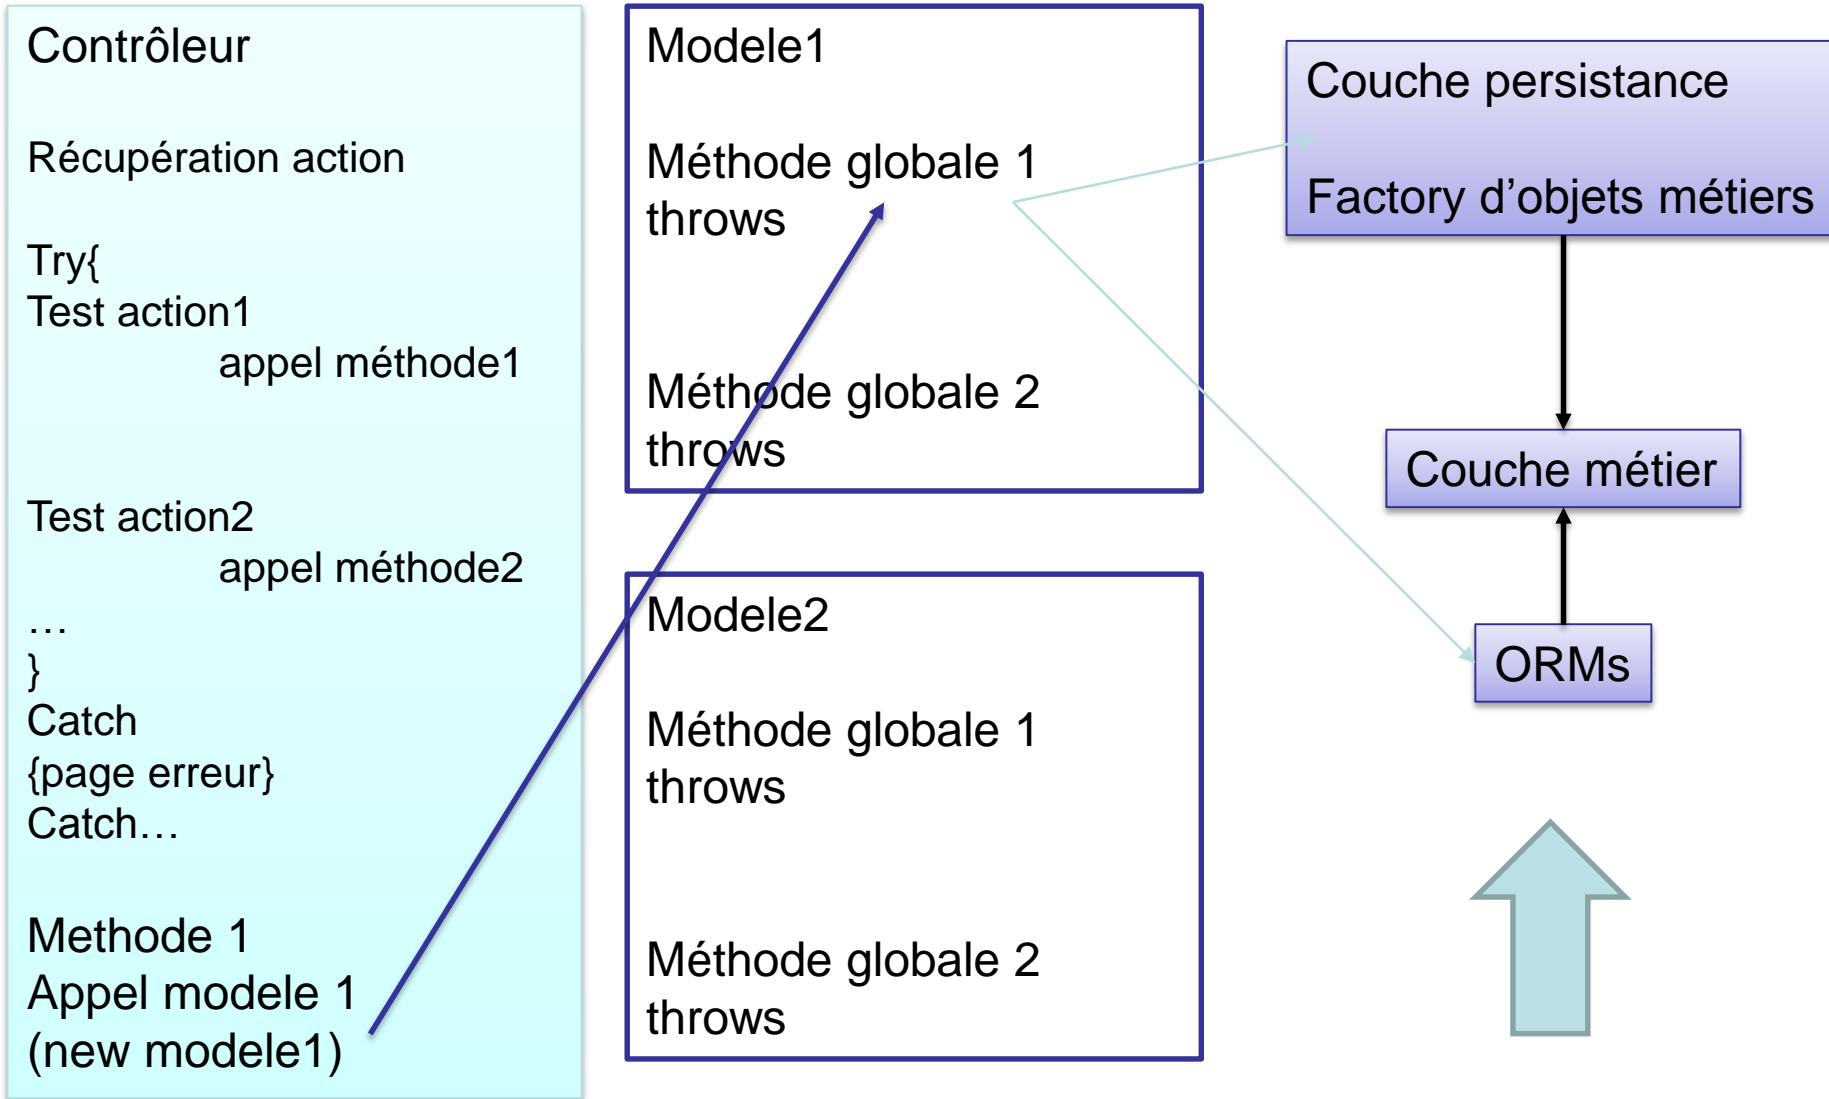 Contrôleur
Récupération action
Try{
Test action1
appel méthode1
Test action2
appel méthode2
…
}
Catch
{page erreur}
Catch…
Methode 1
Appel modele 1
(new modele1)
Modele1
Méthode globale 1
throws
Méthode globale 2
throws
Modele2
Méthode globale 1
throws
Méthode globale 2
throws
Couche persistance
Factory d’objets métiers
Couche métier
ORMs